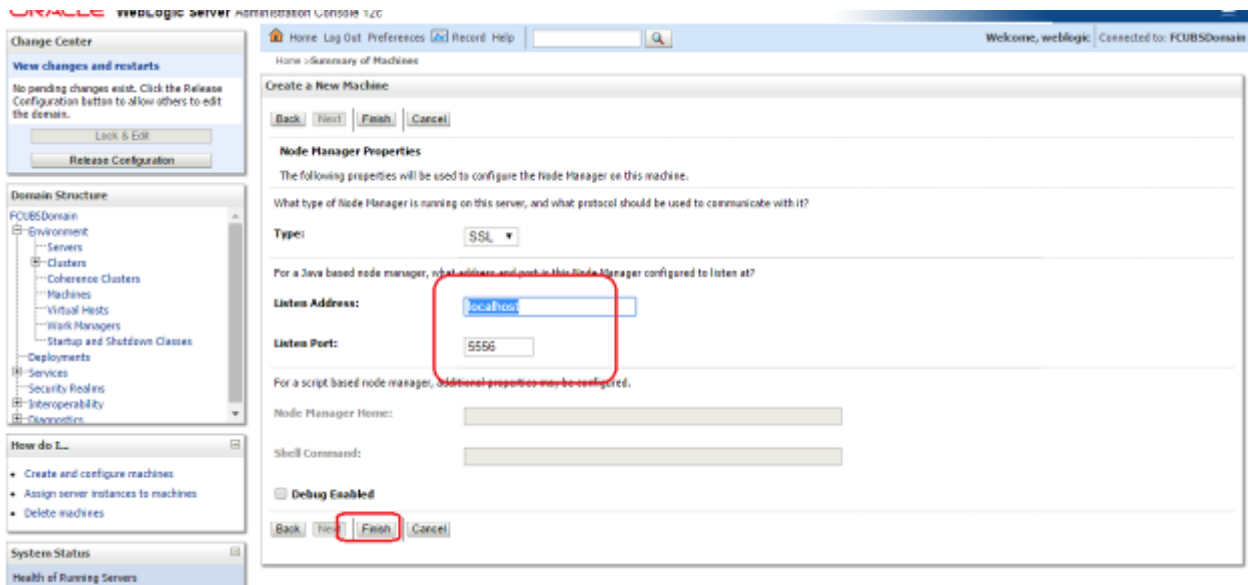 ORACLE WebLogic Server Administration Console 12c
Change Center
View changes and restarts
No pending changes exist. Click the Release
Configuration button to allow others to edit
the domain.
Lock & Edit
Release Configuration
Domain Structure
FCUBSDomain
Environment
Servers
Clusters
Coherence Clusters
Machines
Virtual Hosts
Work Managers
Startup and Shutdown Classes
Deployments
Services
Security Realms
Interoperability
Diagnostics
How do I...
Create and configure machines
Assign server instances to machines
Delete machines
System Status
Health of Running Servers
Home Log Out Preferences Record Help
Welcome, weblogic Connected to: FCUBSDomain
Home >Summary of Machines
Create a New Machine
Back Next Finish Cancel
Node Manager Properties
The following properties will be used to configure the Node Manager on this machine.
What type of Node Manager is running on this server, and what protocol should be used to communicate with it?
Type: SSL
For a Java based node manager, what address and port is this Node Manager configured to listen at?
Listen Address: localhost
Listen Port: 5556
For a script based node manager, additional properties may be configured.
Node Manager Home:
Shell Command:
Debug Enabled
Back Next Finish Cancel